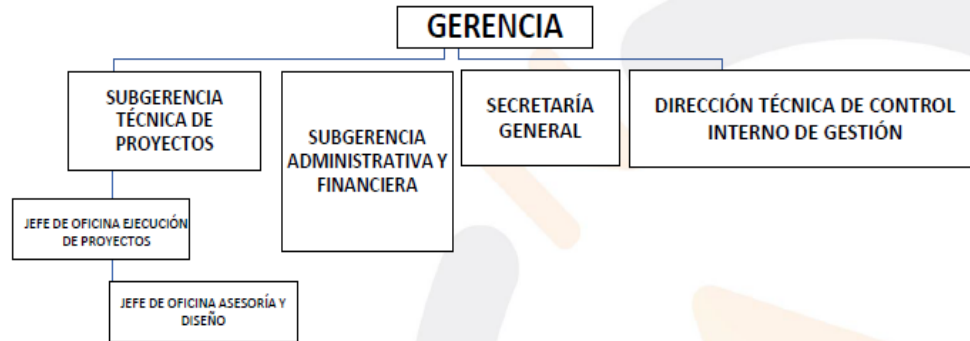 GERENCIA
SUBGERENCIA
TÉCNICA DE
PROYECTOS
SUBGERENCIA
ADMINISTRATIVA Y
FINANCIERA
SECRETARÍA
GENERAL
DIRECCIÓN TÉCNICA DE CONTROL
INTERNO DE GESTIÓN
JEFE DE OFICINA EJECUCIÓN
DE PROYECTOS
JEFE DE OFICINA ASESORÍA Y
DISEÑO